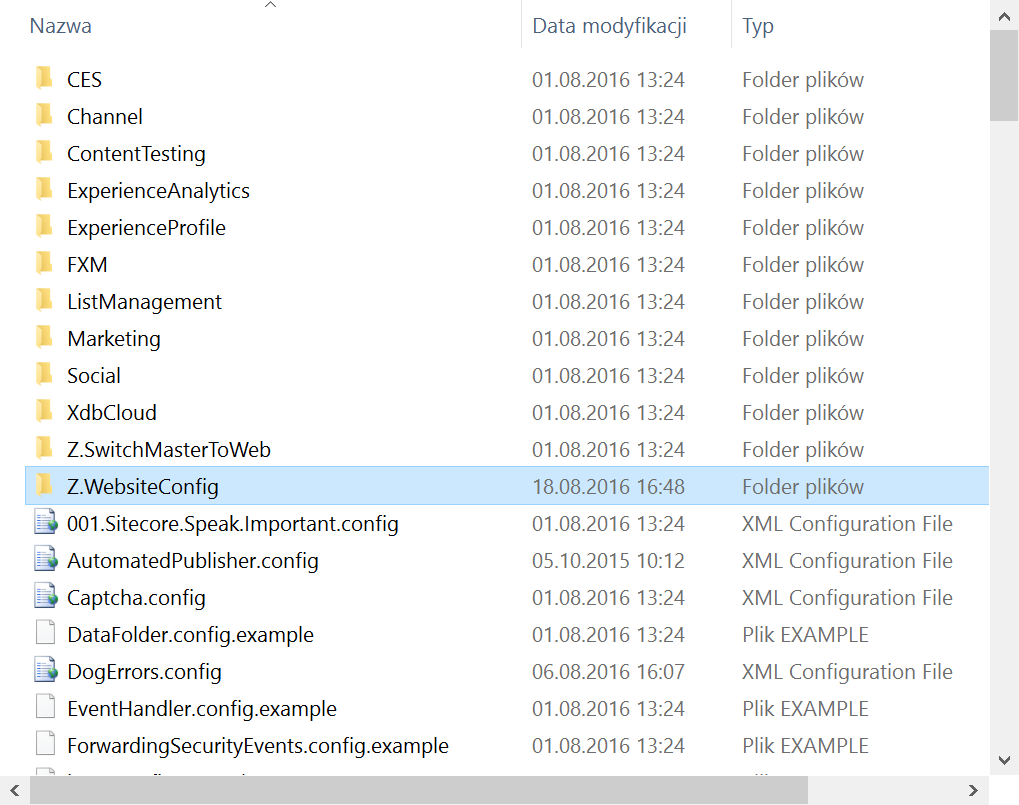 Nazwa Data modyfikacji Typ
CES 01.08.2016 13:24 Folder plików
Channel 01.08.2016 13:24 Folder plików
ContentTesting 01.08.2016 13:24 Folder plików
ExperienceAnalytics 01.08.2016 13:24 Folder plików
ExperienceProfile 01.08.2016 13:24 Folder plików
FXM 01.08.2016 13:24 Folder plików
ListManagement 01.08.2016 13:24 Folder plików
Marketing 01.08.2016 13:24 Folder plików
Social 01.08.2016 13:24 Folder plików
XdbCloud 01.08.2016 13:24 Folder plików
Z.SwitchMasterToWeb 01.08.2016 13:24 Folder plików
Z.WebsiteConfig 18.08.2016 16:48 Folder plików
001.Sitecore.Speak.Important.config 01.08.2016 13:24 XML Configuration File
AutomatedPublisher.config 05.10.2015 10:12 XML Configuration File
Captcha.config 01.08.2016 13:24 XML Configuration File
DataFolder.config.example 01.08.2016 13:24 Plik EXAMPLE
DogErrors.config 06.08.2016 16:07 XML Configuration File
EventHandler.config.example 01.08.2016 13:24 Plik EXAMPLE
ForwardingSecurityEvents.config.example 01.08.2016 13:24 Plik EXAMPLE